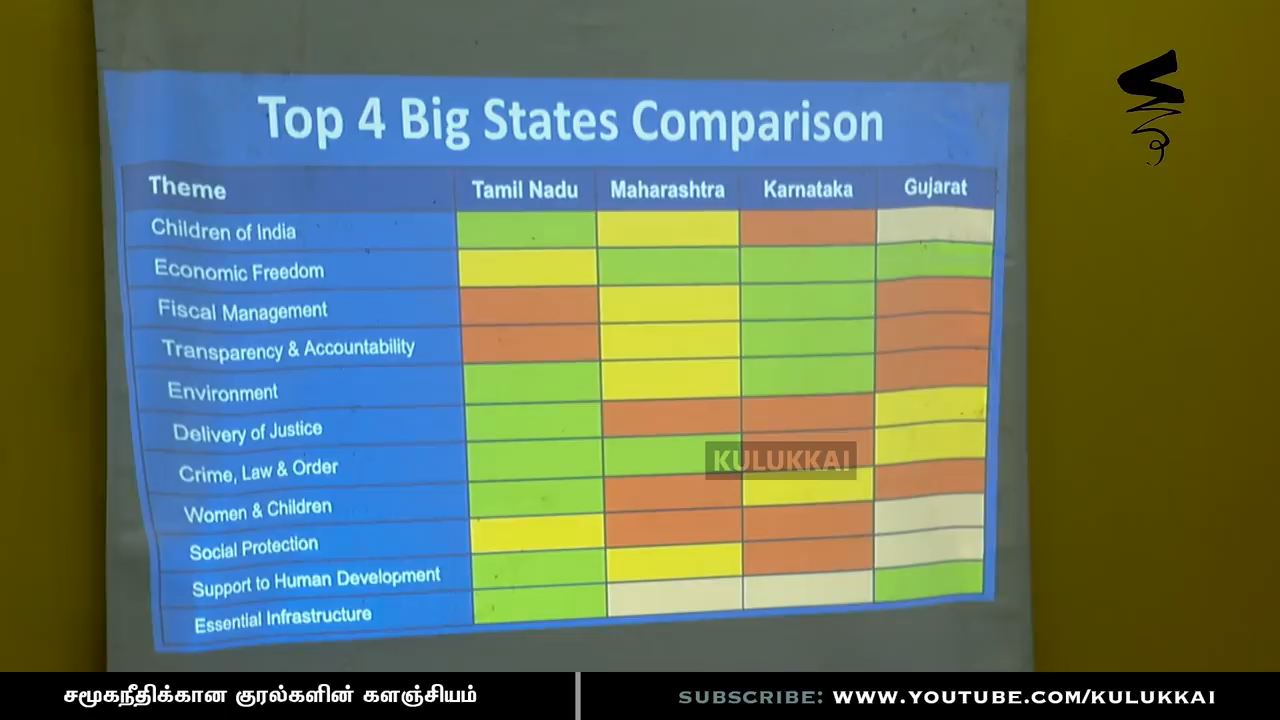 Top 4 Big States Comparison
Theme Tamil Nadu Maharashtra Karnataka Gujarat
Children of India
Economic Freedom
Fiscal Management
Transparency & Accountability
Environment
Delivery of Justice
Crime, Law & Order
Women & Children
Social Protection
Support to Human Development
Essential Infrastructure
KULUKKAI
சமூகநீதிக்கான குரல்களின் களஞ்சியம்
SUBSCRIBE: WWW.YOUTUBE.COM/KULUKKAI